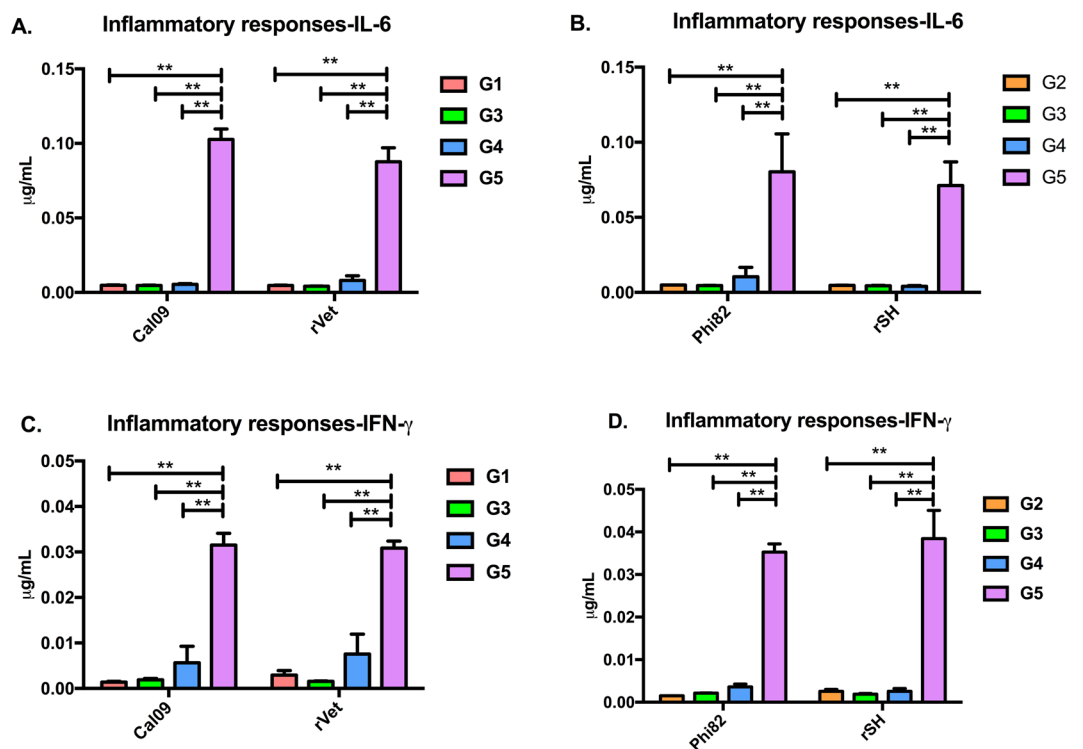 A.
Inflammatory responses-IL-6
0.15
0.10
0.05
0.00
μg/mL
**
**
**
**
**
**
Cal09
rVet
G1
G3
G4
G5
B.
Inflammatory responses-IL-6
0.15
0.10
0.05
0.00
μg/mL
**
**
**
**
**
**
Phi82
rSH
G2
G3
G4
G5
C.
Inflammatory responses-IFN-γ
0.05
0.04
0.03
0.02
0.01
0.00
μg/mL
**
**
**
**
**
**
Cal09
rVet
G1
G3
G4
G5
D.
Inflammatory responses-IFN-γ
0.05
0.04
0.03
0.02
0.01
0.00
μg/mL
**
**
**
**
**
**
Phi82
rSH
G2
G3
G4
G5